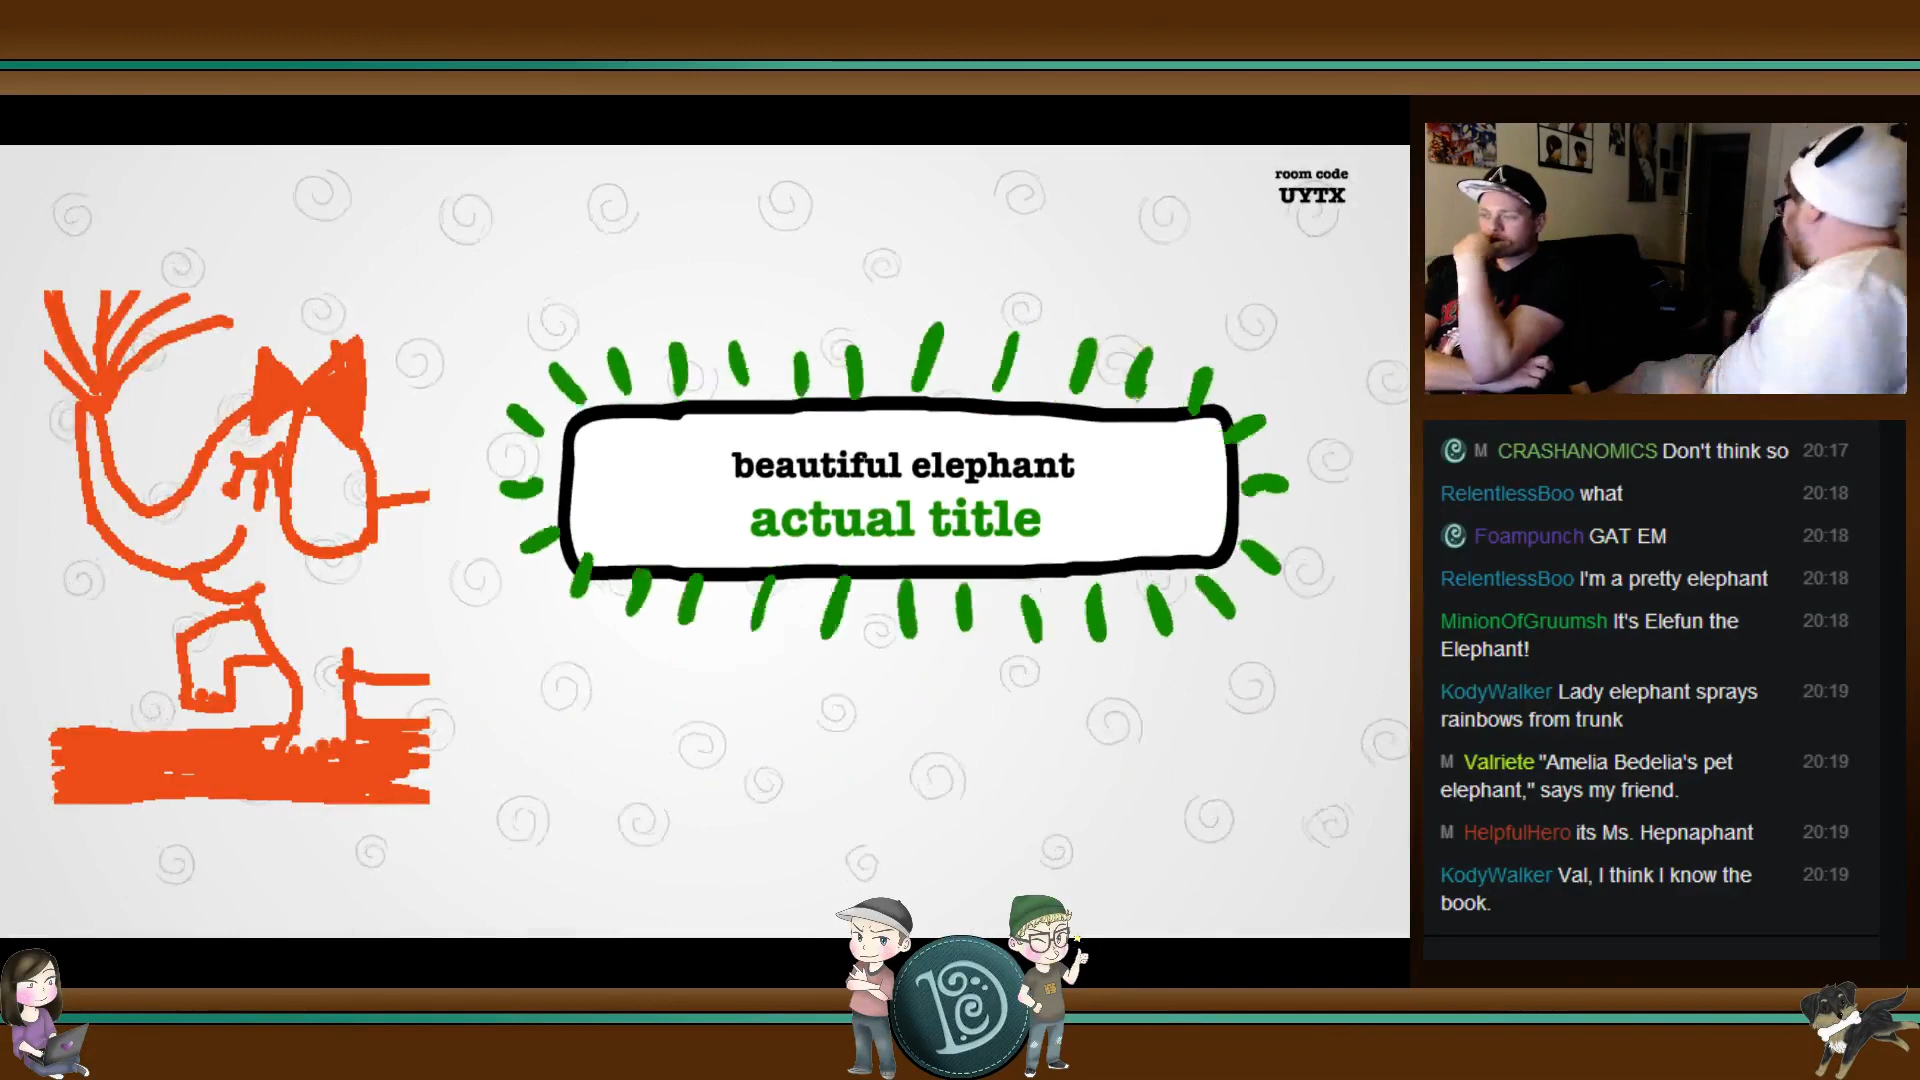 room code
UYTX
beautiful elephant
actual title
M CRASHANOMICS Don't think so 20:17
RelentlessBoo what 20:18
Foampunch GAT EM 20:18
RelentlessBoo I'm a pretty elephant 20:18
MinionOfGruumsh It's Elefun the 20:18
Elephant!
KodyWalker Lady elephant sprays 20:19
rainbows from trunk
M Valriete "Amelia Bedelia's pet 20:19
elephant," says my friend.
M HelpfulHero its Ms. Hepnaphant 20:19
KodyWalker Val, I think I know the 20:19
book.